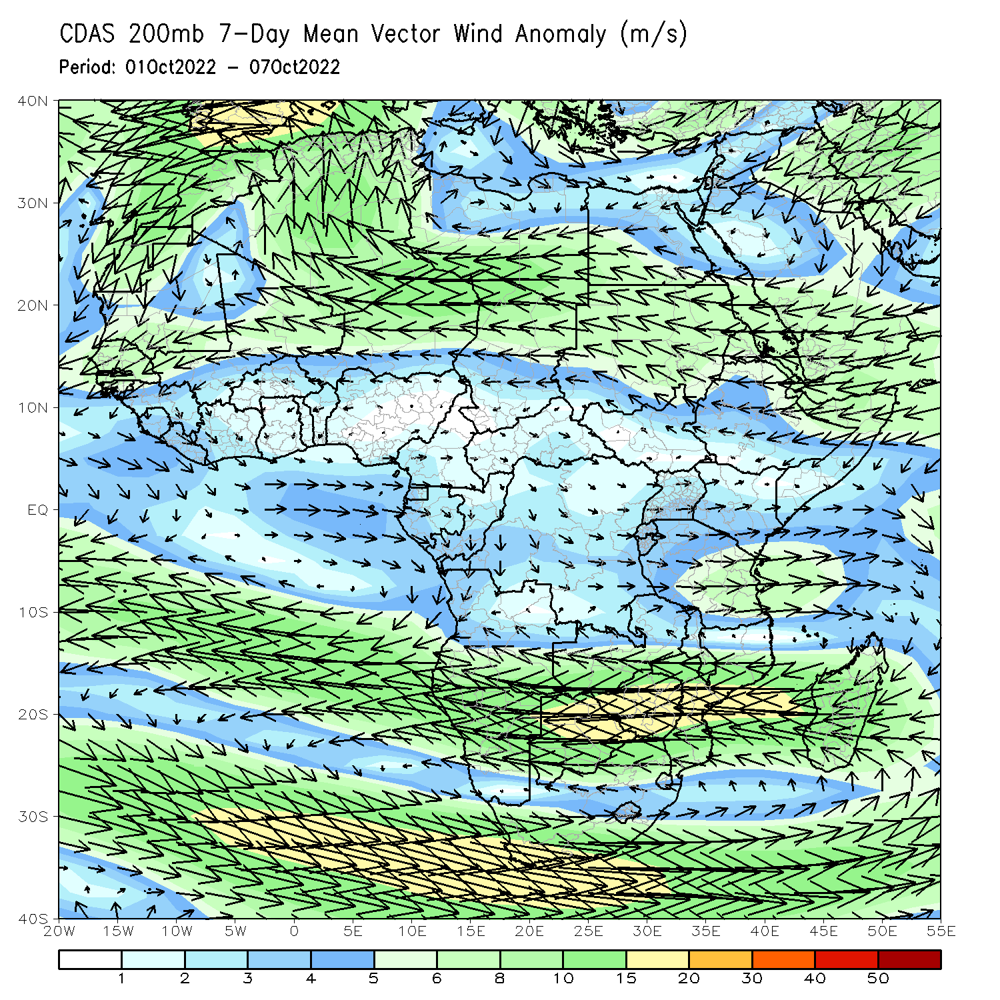 CDAS 200mb 7-Day Mean Vector Wind Anomaly (m/s)
Period: 01Oct2022 - 07Oct2022
40N
30N
20N
10N
EQ
10S
20S
30S
40S
20W 15W 10W 5W 0 5E 10E 15E 20E 25E 30E 35E 40E 45E 50E 55E
1 2 3 4 5 6 8 10 15 20 30 40 50